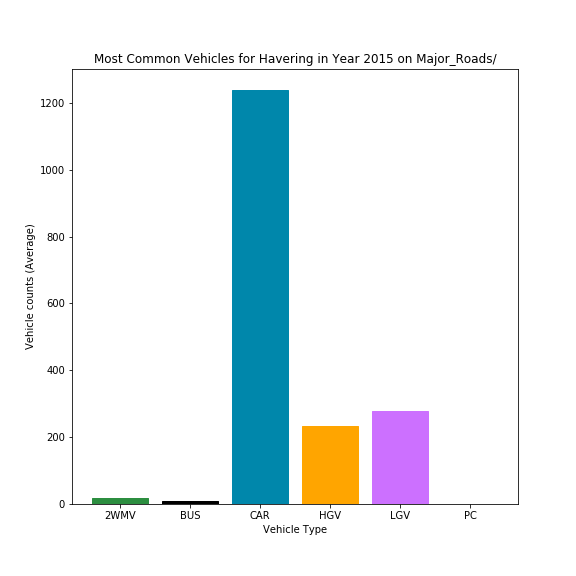 Most Common Vehicles for Havering in Year 2015 on Major_Roads/
1200
1000
800
600
400
200
0
Vehicle counts (Average)
2WMV BUS CAR HGV LGV PC
Vehicle Type